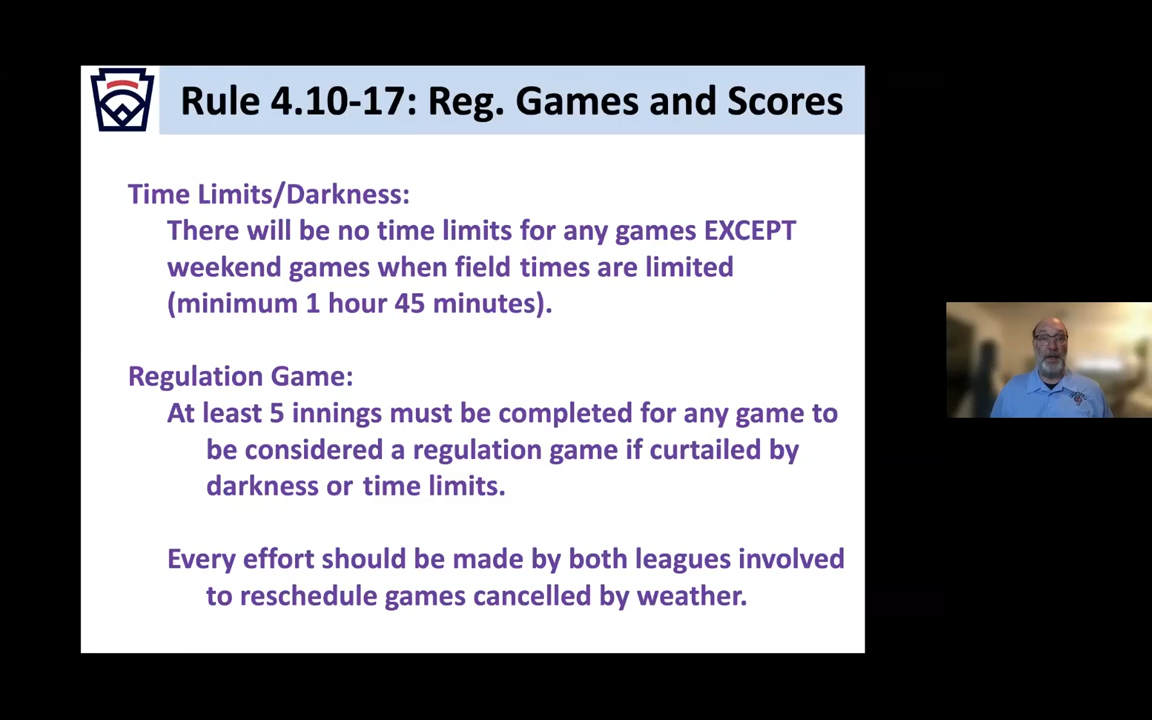 Rule 4.10-17: Reg. Games and Scores
Time Limits/Darkness:
There will be no time limits for any games EXCEPT
weekend games when field times are limited
(minimum 1 hour 45 minutes).
Regulation Game:
At least 5 innings must be completed for any game to
be considered a regulation game if curtailed by
darkness or time limits.
Every effort should be made by both leagues involved
to reschedule games cancelled by weather.